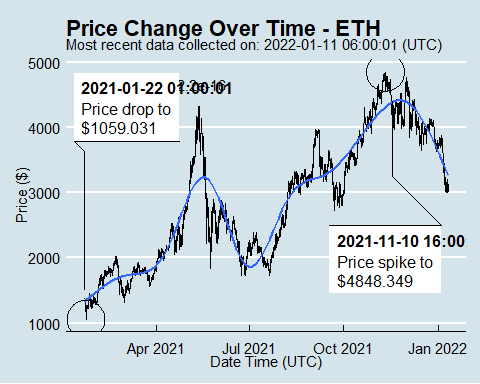 Price Change Over Time - ETH
Most recent data collected on: 2022-01-11 06:00:01 (UTC)
5000
4000
3000
2000
1000
Price ($)
2021-01-22 01:00:01
Price drop to
$1059.031
2021-11-10 16:00
Price spike to
$4848.349
Apr 2021
Jul 2021
Oct 2021
Jan 2022
Date Time (UTC)